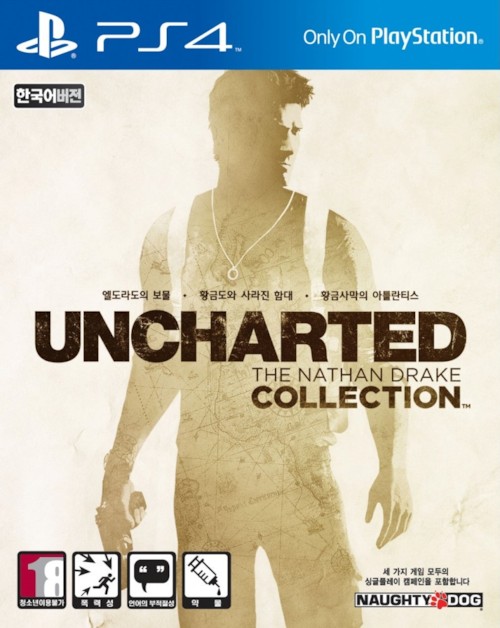 PS4™
Only On PlayStation®
한국어버전
엘도라도의 보물 • 황금도와 사라진 함대 • 황금사막의 아틀란티스
UNCHARTED
THE NATHAN DRAKE
COLLECTION™
18
청소년이용불가
폭력성
언어의 부적절성
약물
세 가지 게임 모두의
싱글플레이 캠페인을 포함합니다
NAUGHTY DOG